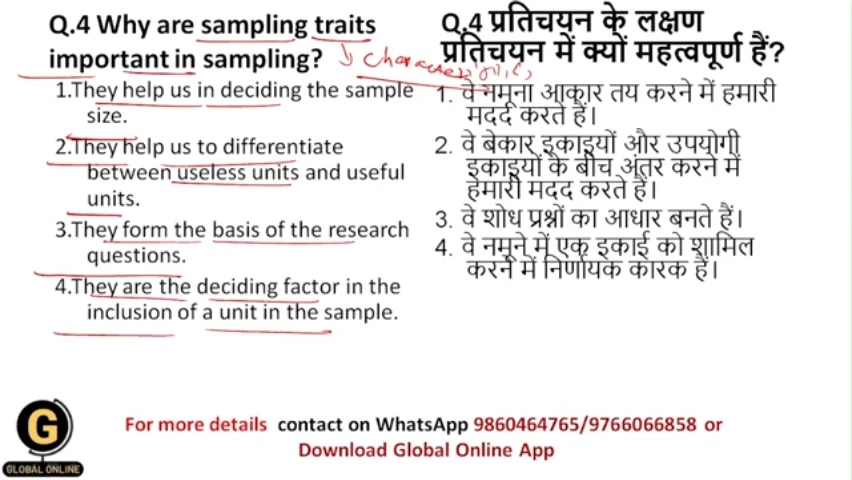 Q.4 Why are sampling traits
important in sampling?
1.They help us in deciding the sample
size.
2.They help us to differentiate
between useless units and useful
units.
3.They form the basis of the research
questions.
4.They are the deciding factor in the
inclusion of a unit in the sample.
Q.4 प्रतिचयन के लक्षण
प्रतिचयन में क्यों महत्वपूर्ण हैं?
1. वे नमूना आकार तय करने में हमारी
मदद करते हैं।
2. वे बेकार इकाइयों और उपयोगी
इकाइयों के बीच अंतर करने में
हमारी मदद करते हैं।
3. वे शोध प्रश्नों का आधार बनते हैं।
4. वे नमूने में एक इकाई को शामिल
करने में निर्णायक कारक हैं।
G
GLOBAL ONLINE
For more details contact on WhatsApp 9860464765/9766066858 or
Download Global Online App